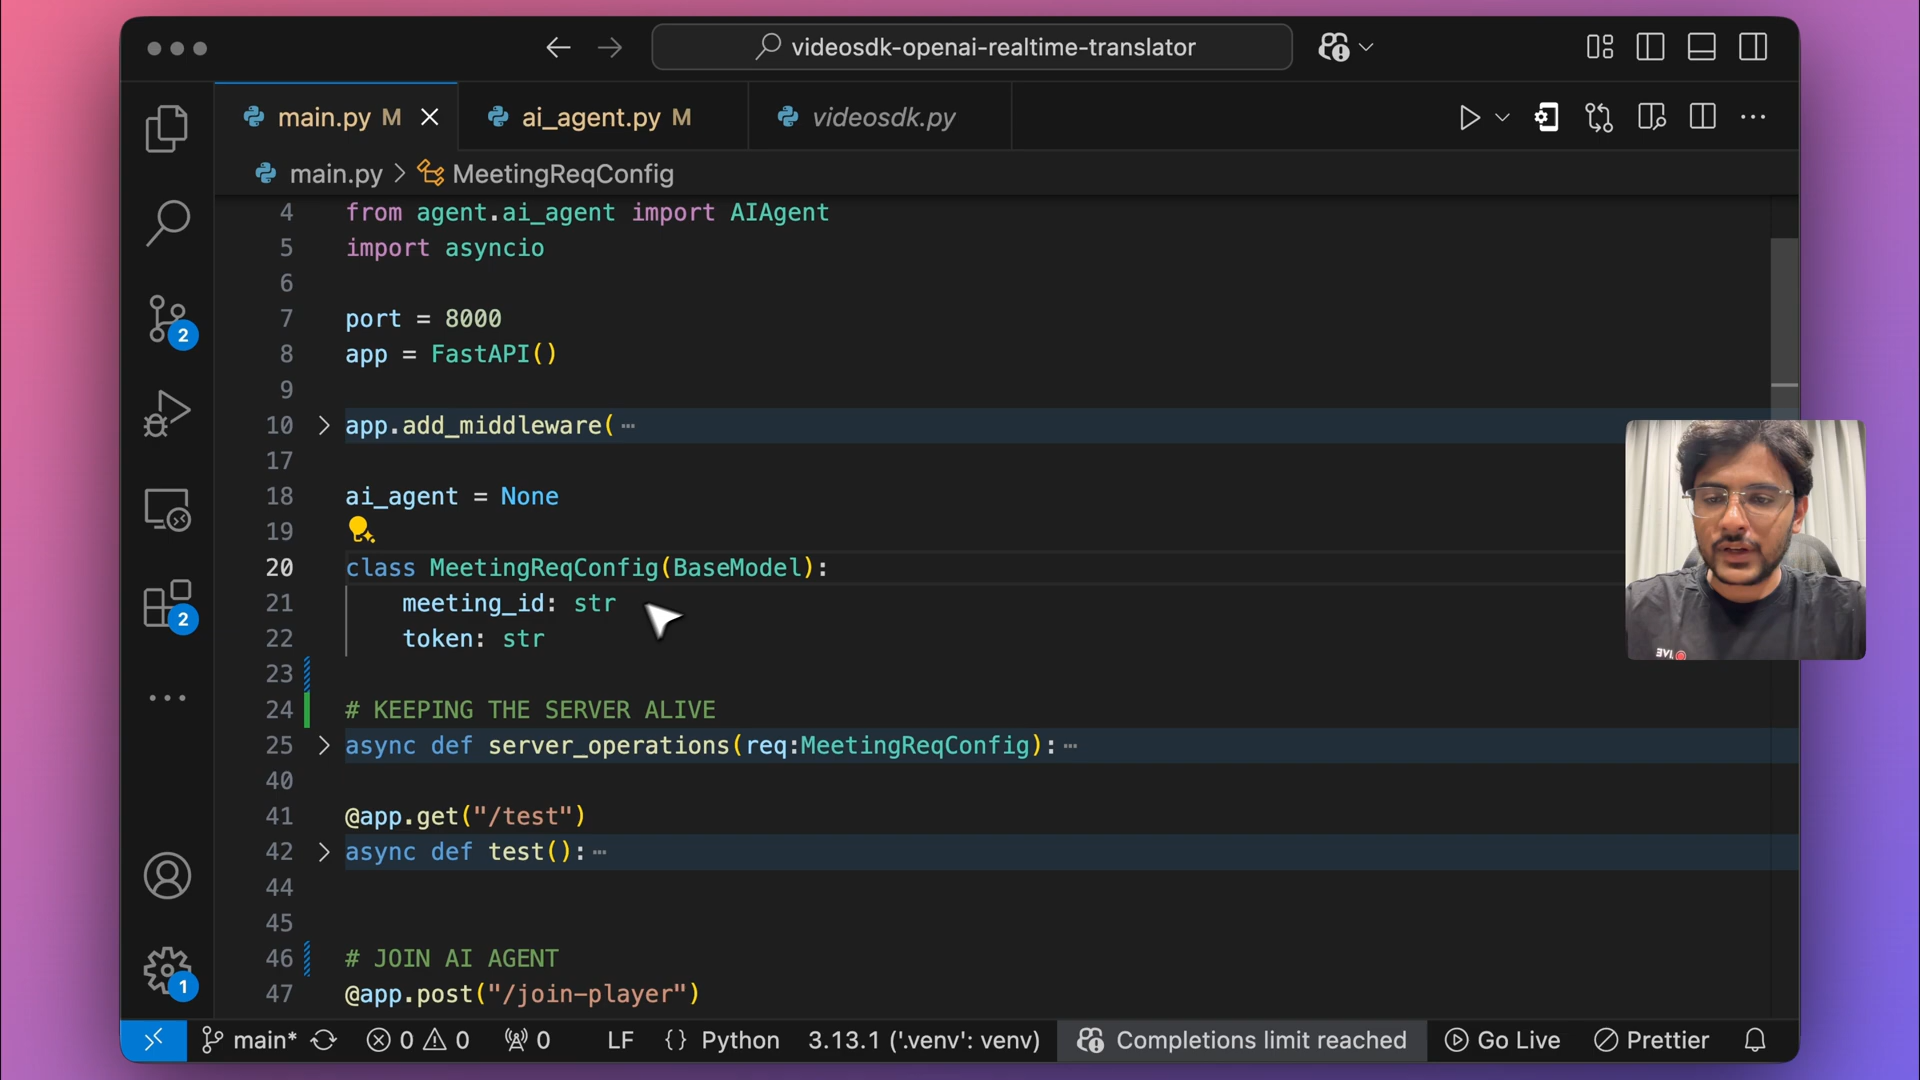 videosdk-openai-realtime-translator
main.py M
ai_agent.py M
videosdk.py
main.py > MeetingReqConfig
4 from agent.ai_agent import AIAgent
5 import asyncio
6
7 port = 8000
8 app = FastAPI()
9
10 app.add_middleware( ⋯
17
18 ai_agent = None
19
20 class MeetingReqConfig(BaseModel):
21 meeting_id: str
22 token: str
23
24 # KEEPING THE SERVER ALIVE
25 async def server_operations(req:MeetingReqConfig): ⋯
40
41 @app.get("/test")
42 async def test(): ⋯
44
45
46 # JOIN AI AGENT
47 @app.post("/join-player")
2
2
1
main* 0 0 0 LF {} Python 3.13.1 ('.venv': venv) Completions limit reached Go Live Prettier